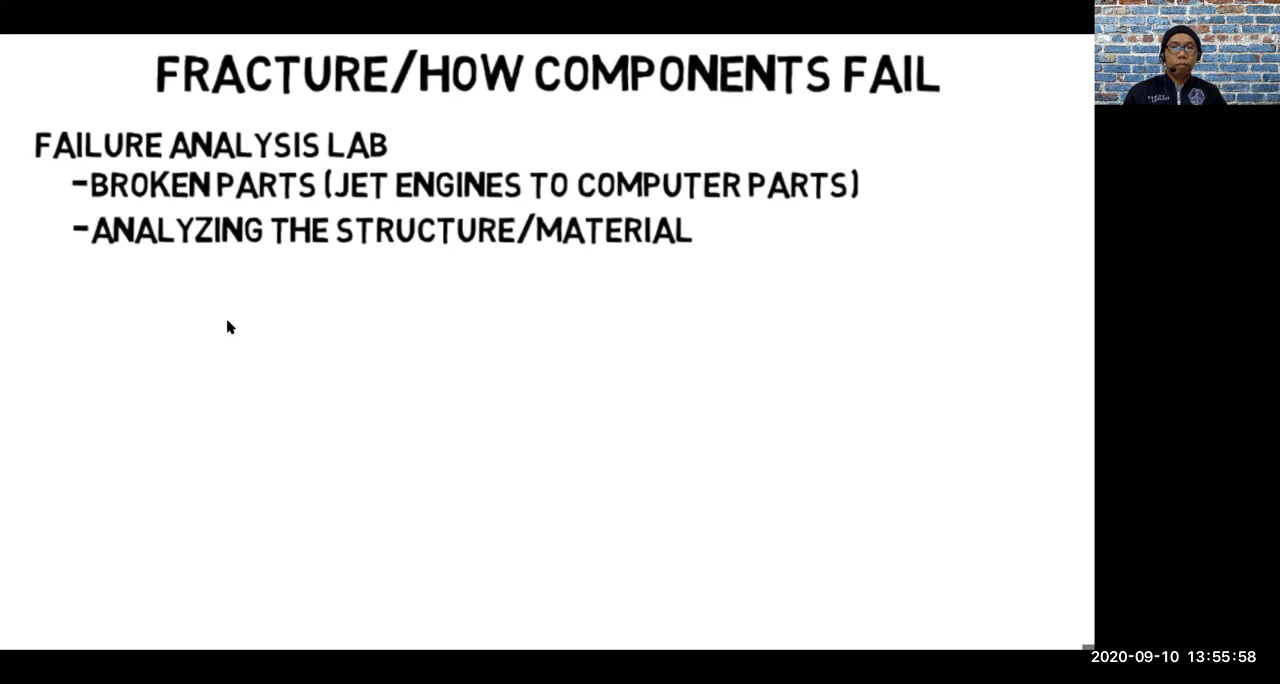 FRACTURE/HOW COMPONENTS FAIL
FAILURE ANALYSIS LAB
-BROKEN PARTS (JET ENGINES TO COMPUTER PARTS)
-ANALYZING THE STRUCTURE/MATERIAL
2020-09-10 13:55:58